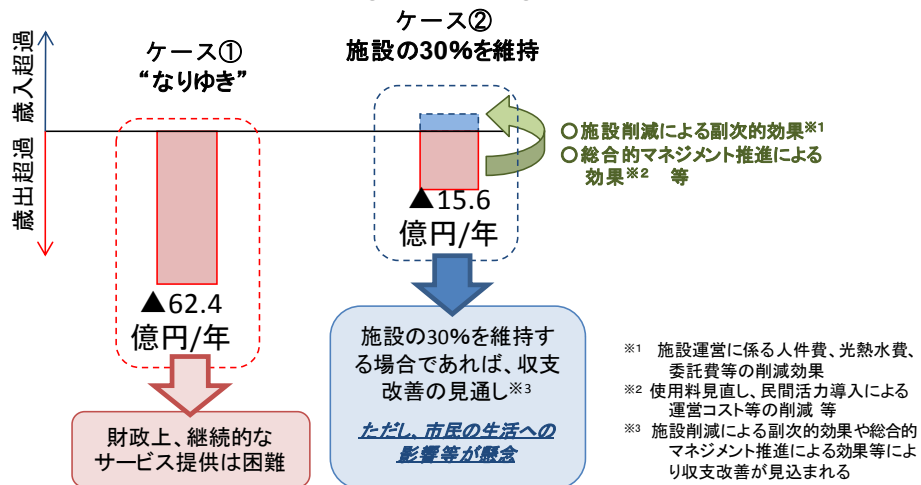 ケース②
施設の30%を維持
ケース①
“なりゆき”
歳入超過
歳出超過
○施設削減による副次的効果※1
○総合的マネジメント推進による
効果※2 等
▲15.6
億円/年
▲62.4
億円/年
施設の30%を維持す
る場合であれば、収支
改善の見通し※3
ただし、市民の生活への
影響等が懸念
財政上、継続的な
サービス提供は困難
※1 施設運営に係る人件費、光熱水費、
委託費等の削減効果
※2 使用料見直し、民間活力導入による
運営コスト等の削減 等
※3 施設削減による副次的効果や総合的
マネジメント推進による効果等によ
り収支改善が見込まれる